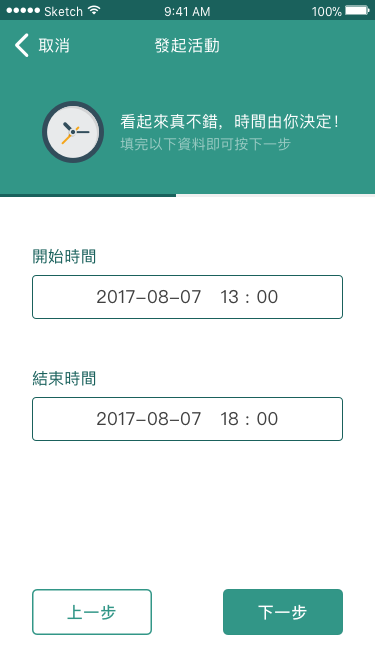 Sketch 9:41 AM 100%
取消 發起活動
看起來真不錯，時間由你決定！
填完以下資料即可按下一步
開始時間
2017-08-07 13 : 00
結束時間
2017-08-07 18 : 00
上一步 下一步